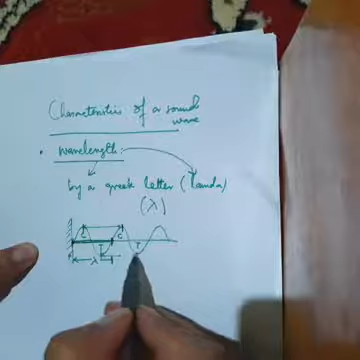 Characteristics of a sound
wave
• wavelength:
by a greek letter (Lamda)
(λ)
C C T
T
λ